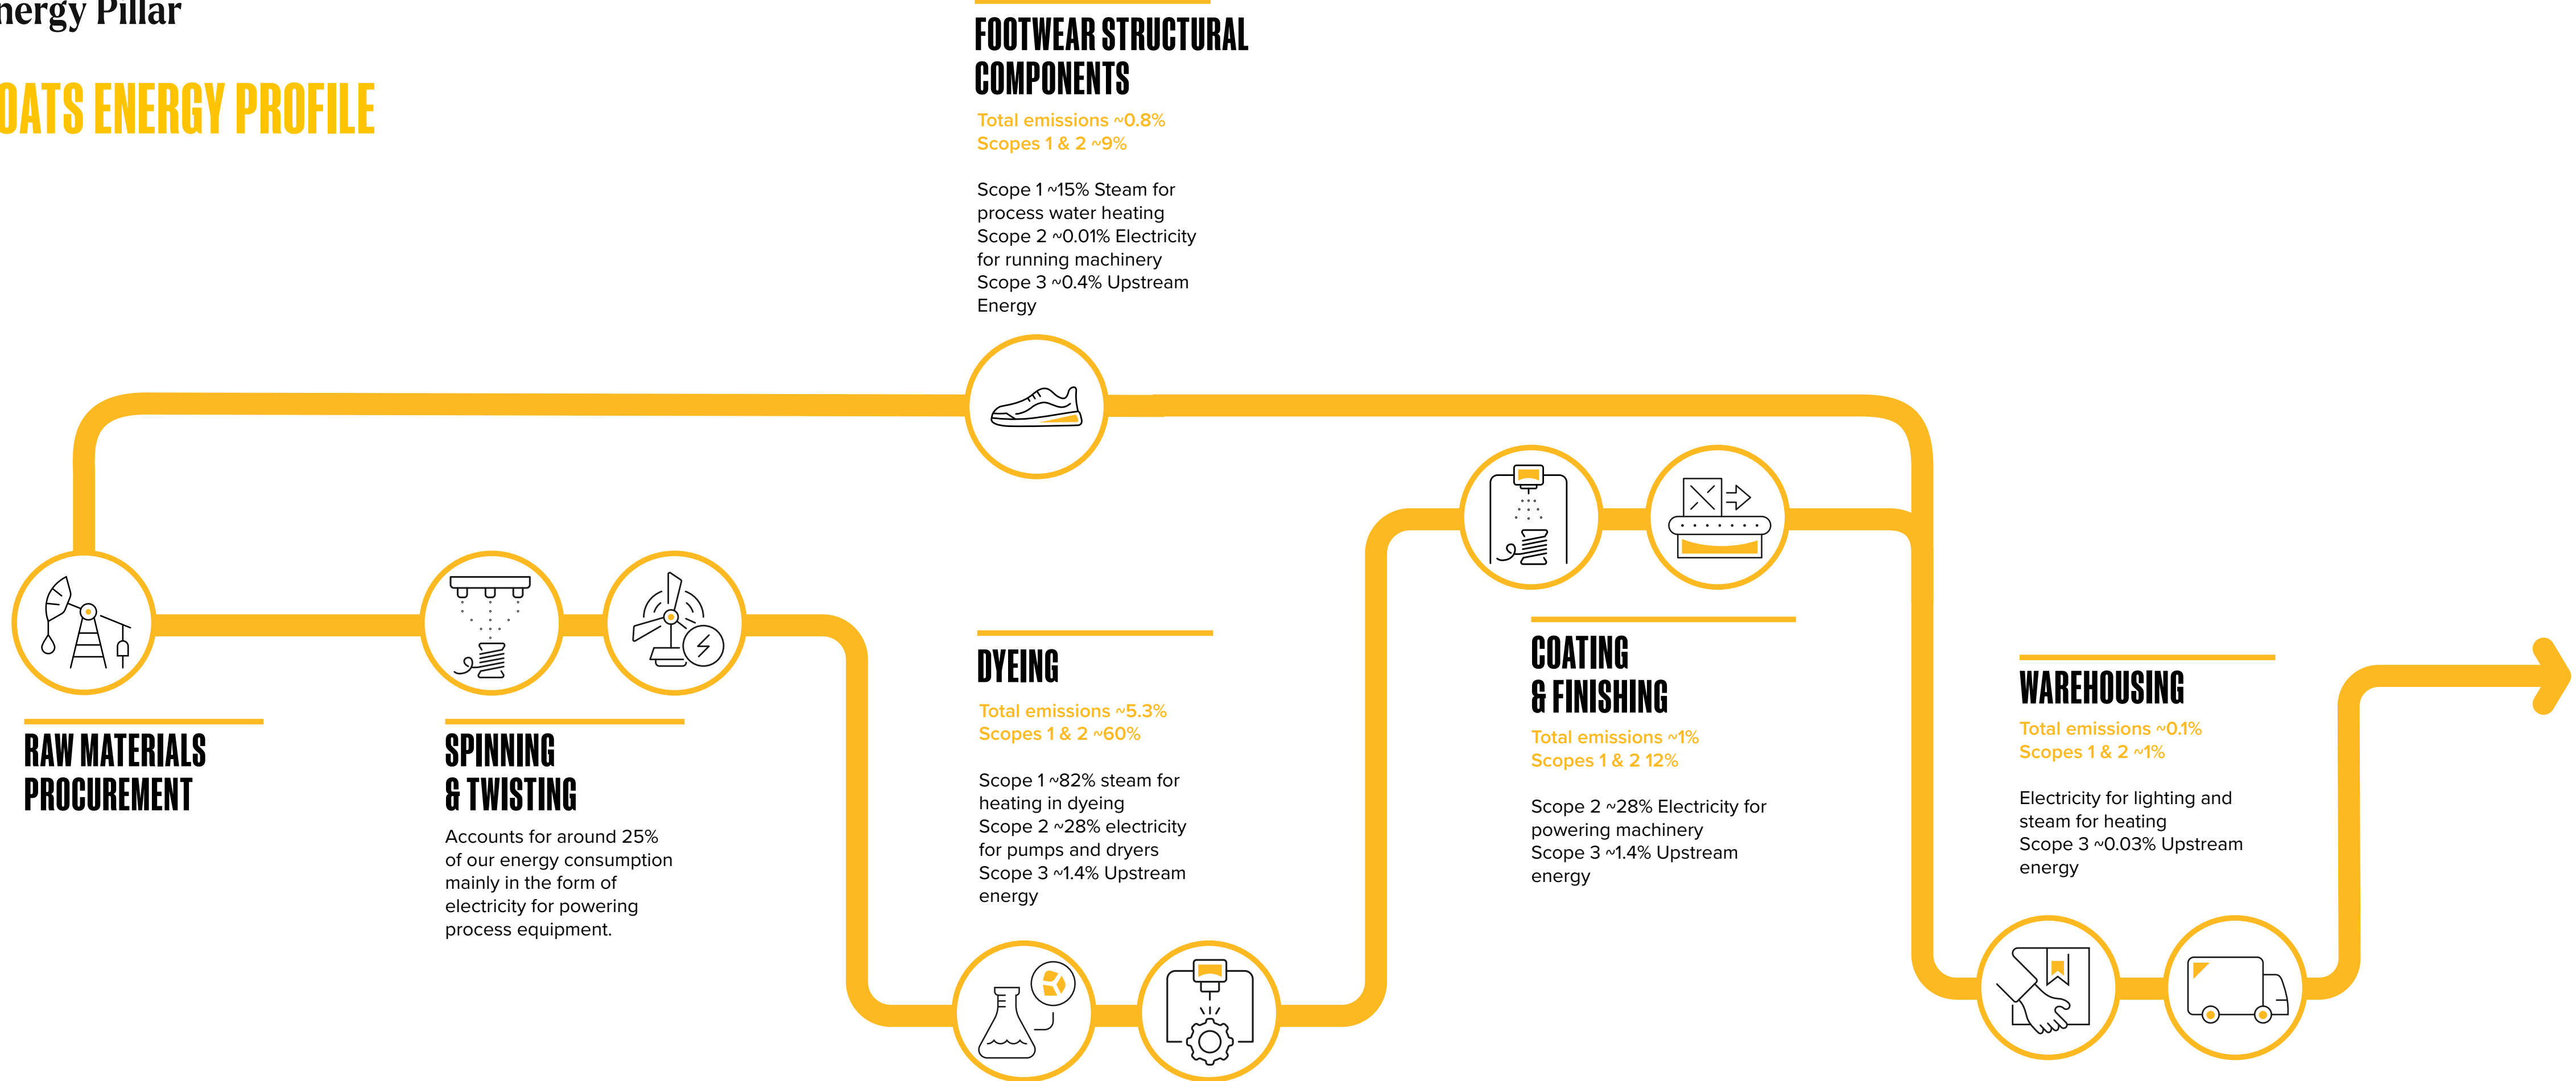 nergy Pillar
OATS ENERGY PROFILE
FOOTWEAR STRUCTURAL
COMPONENTS
Total emissions ~0.8%
Scopes 1 & 2 ~9%
Scope 1 ~15% Steam for
process water heating
Scope 2 ~0.01% Electricity
for running machinery
Scope 3 ~0.4% Upstream
Energy
RAW MATERIALS
PROCUREMENT
SPINNING
& TWISTING
Accounts for around 25%
of our energy consumption
mainly in the form of
electricity for powering
process equipment.
DYEING
Total emissions ~5.3%
Scopes 1 & 2 ~60%
Scope 1 ~82% steam for
heating in dyeing
Scope 2 ~28% electricity
for pumps and dryers
Scope 3 ~1.4% Upstream
energy
COATING
& FINISHING
Total emissions ~1%
Scopes 1 & 2 12%
Scope 2 ~28% Electricity for
powering machinery
Scope 3 ~1.4% Upstream
energy
WAREHOUSING
Total emissions ~0.1%
Scopes 1 & 2 ~1%
Electricity for lighting and
steam for heating
Scope 3 ~0.03% Upstream
energy